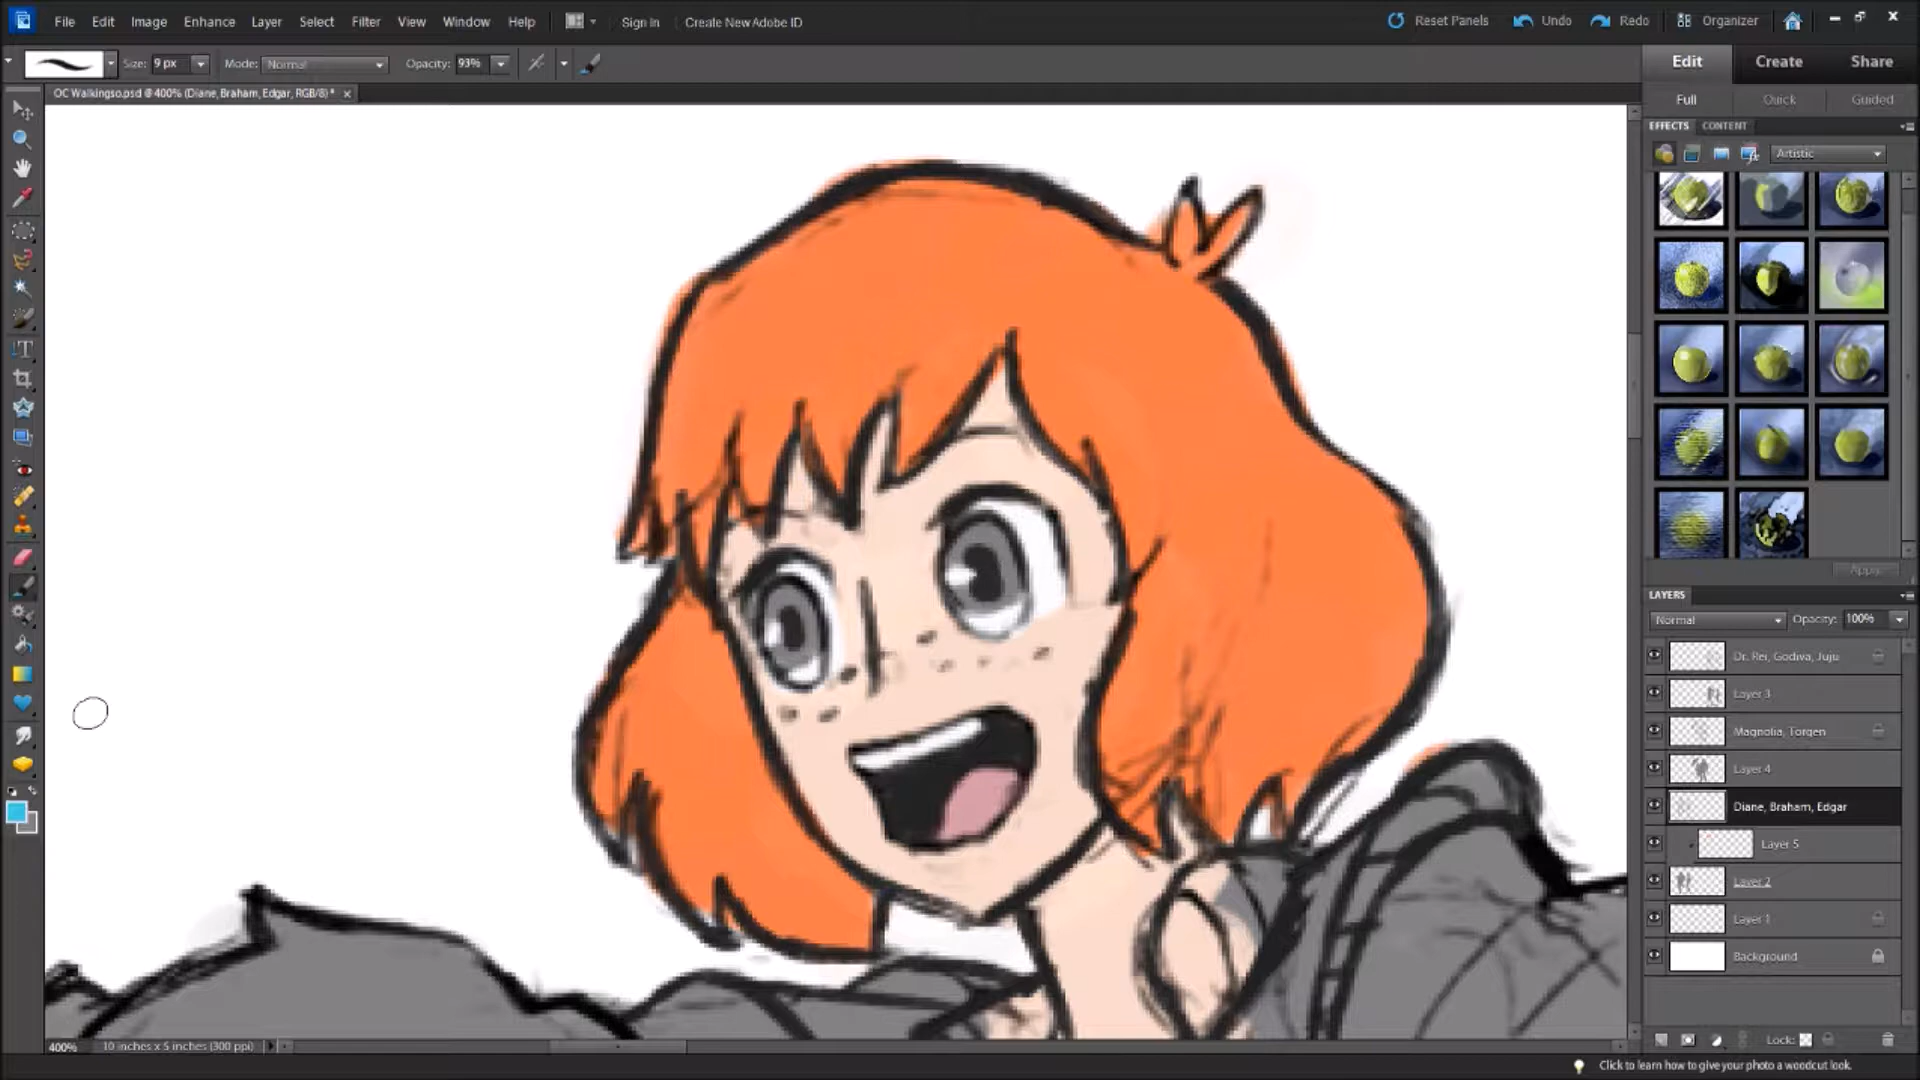 File Edit Image Enhance Layer Select Filter View Window Help Sign In Create New Adobe ID Reset Panels Undo Redo Organizer
Size: 9 px Mode: Normal Opacity: 93% Edit Create Share
OC Walkingso.psd @ 400% (Diane, Braham, Edgar, RGB/8) * Full Quick Guided
EFFECTS CONTENT
Artistic
Apply
LAYERS
Normal Opacity: 100%
Dr. Rei, Godiva, Juju
Layer 3
Magnolia, Torgen
Layer 4
Diane, Braham, Edgar
Layer 5
Layer 2
Layer 1
Background
Lock:
400% 10 inches x 5 inches (300 ppi)
Click to learn how to give your photo a woodcut look.